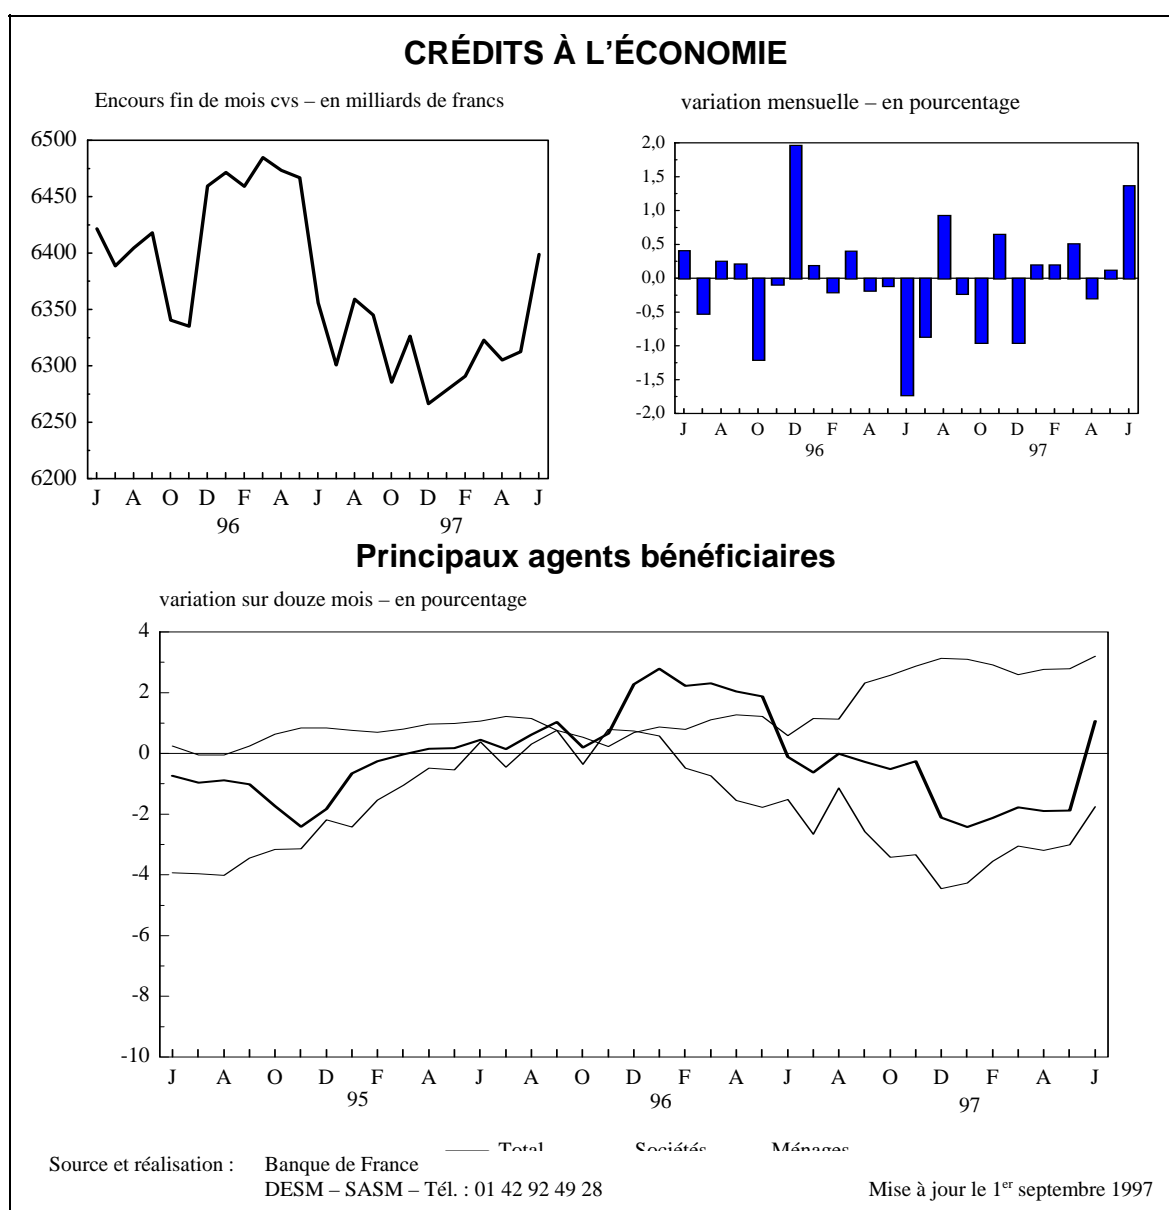 CRÉDITS À L’ÉCONOMIE
Encours fin de mois cvs – en milliards de francs
6500
6450
6400
6350
6300
6250
6200
J A O D F A J A O D F A J
96 97
variation mensuelle – en pourcentage
2,0
1,5
1,0
0,5
0,0
-0,5
-1,0
-1,5
-2,0
J A O D F A J A O D F A J
96 97
Principaux agents bénéficiaires
variation sur douze mois – en pourcentage
4
2
0
-2
-4
-6
-8
-10
J A O D F A J A O D F A J A O D F A J
95 96 97
Total Sociétés Ménages
Source et réalisation : Banque de France
DESM – SASM – Tél. : 01 42 92 49 28 Mise à jour le 1er septembre 1997